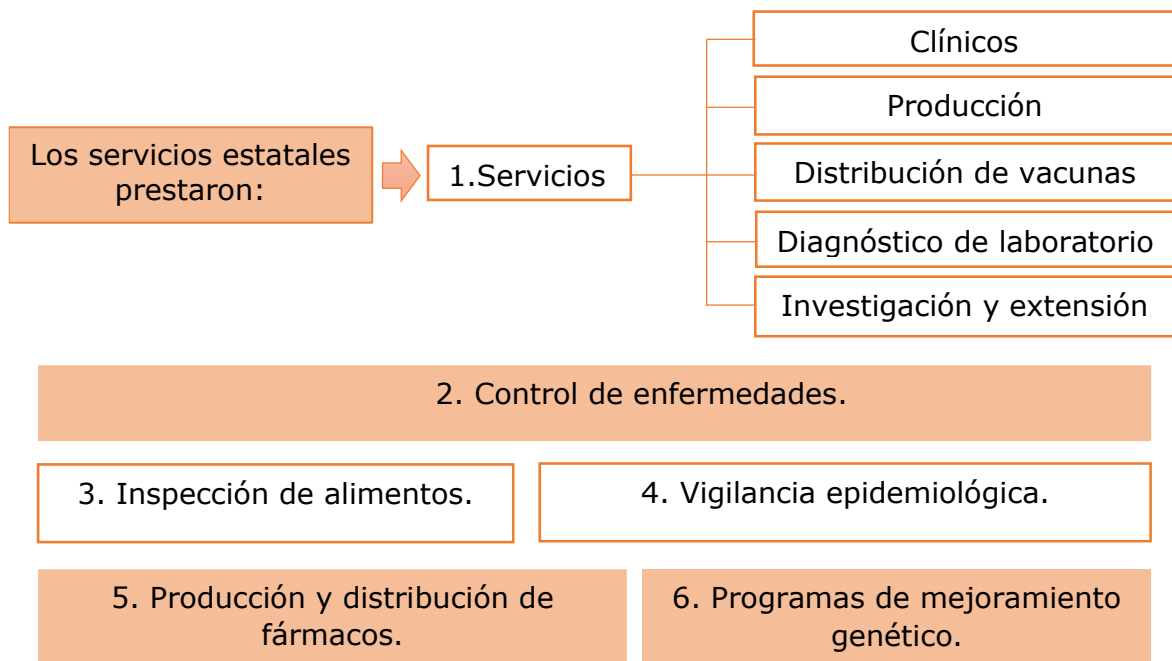 Los servicios estatales
prestaron:
1.Servicios
Clínicos
Producción
Distribución de vacunas
Diagnóstico de laboratorio
Investigación y extensión
2. Control de enfermedades.
3. Inspección de alimentos.
4. Vigilancia epidemiológica.
5. Producción y distribución de
fármacos.
6. Programas de mejoramiento
genético.